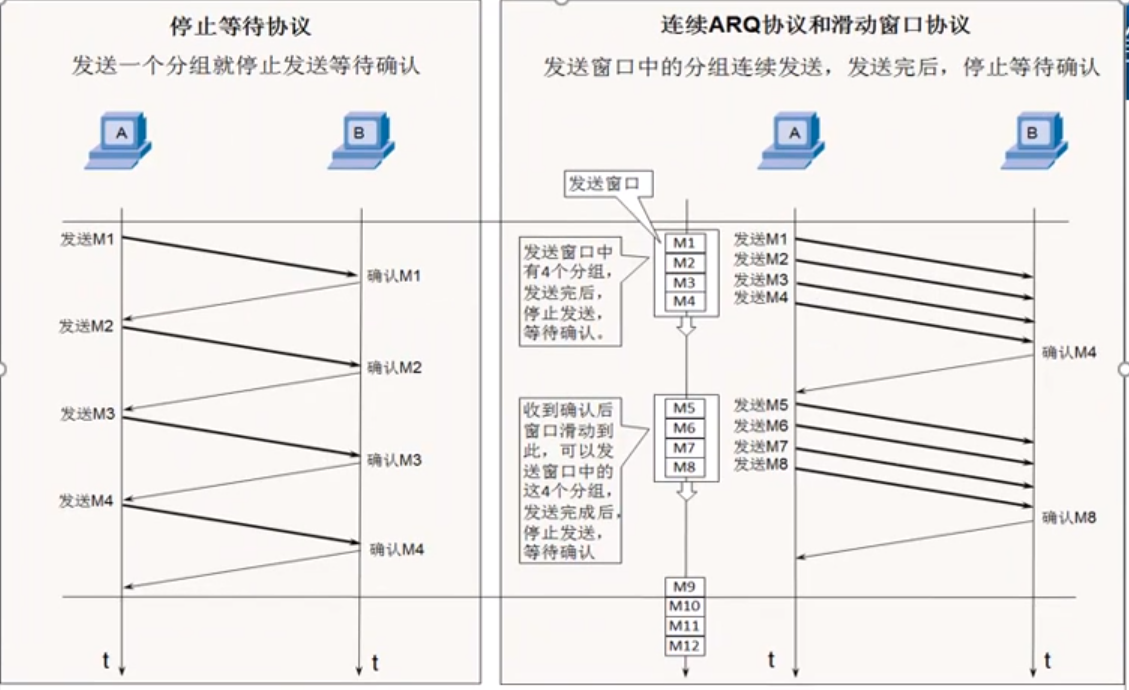 停止等待协议
发送一个分组就停止发送等待确认
A
B
发送M1
确认M1
发送M2
确认M2
发送M3
确认M3
发送M4
确认M4
t
t
连续ARQ协议和滑动窗口协议
发送窗口中的分组连续发送，发送完后，停止等待确认
A
B
发送窗口
发送窗口中
有4个分组，
发送完后，
停止发送，
等待确认。
M1
M2
M3
M4
发送M1
发送M2
发送M3
发送M4
确认M4
收到确认后
窗口滑动到
此，可以发
送窗口中的
这4个分组，
发送完成后，
停止发送，
等待确认
M5
M6
M7
M8
发送M5
发送M6
发送M7
发送M8
确认M8
M9
M10
M11
M12
t
t